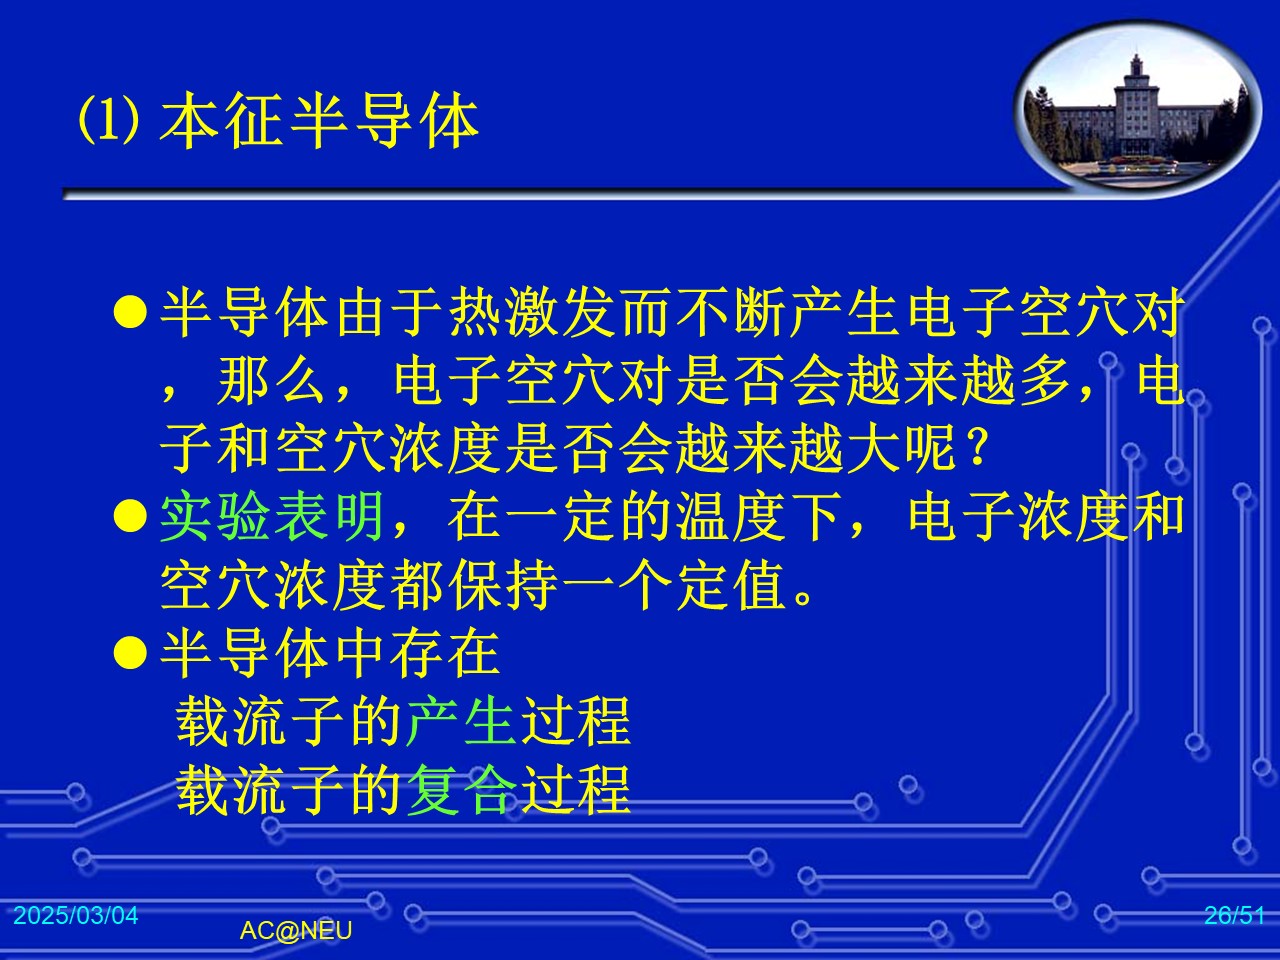 (1) 本征半导体
●半导体由于热激发而不断产生电子空穴对
，那么，电子空穴对是否会越来越多，电
子和空穴浓度是否会越来越大呢？
●实验表明，在一定的温度下，电子浓度和
空穴浓度都保持一个定值。
●半导体中存在
载流子的产生过程
载流子的复合过程
2025/03/04
AC@NEU
26/51